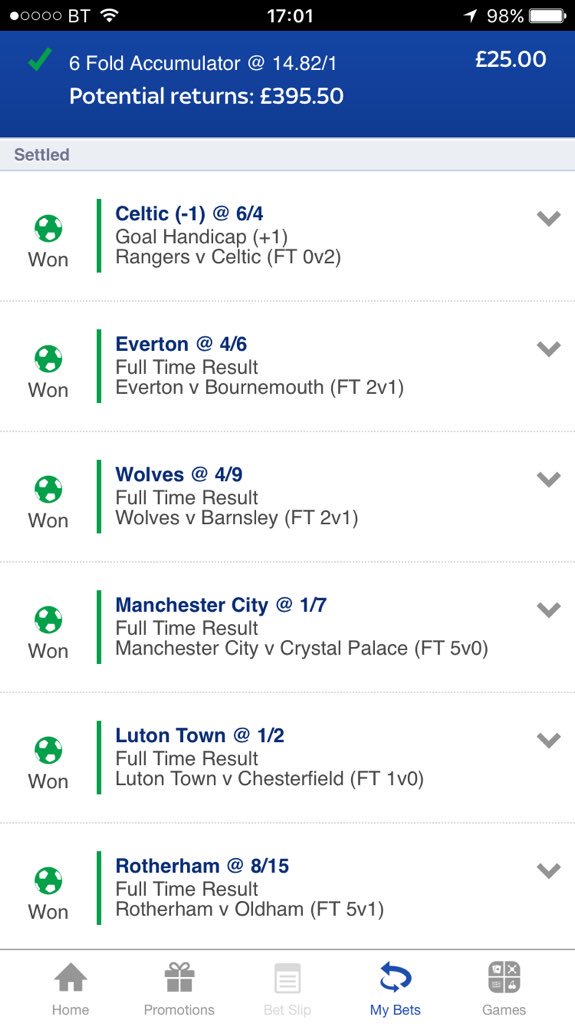 BT 17:01 98%
6 Fold Accumulator @ 14.82/1 £25.00
Potential returns: £395.50
Settled
Celtic (-1) @ 6/4
Goal Handicap (+1)
Won Rangers v Celtic (FT 0v2)
Everton @ 4/6
Full Time Result
Won Everton v Bournemouth (FT 2v1)
Wolves @ 4/9
Full Time Result
Won Wolves v Barnsley (FT 2v1)
Manchester City @ 1/7
Full Time Result
Won Manchester City v Crystal Palace (FT 5v0)
Luton Town @ 1/2
Full Time Result
Won Luton Town v Chesterfield (FT 1v0)
Rotherham @ 8/15
Full Time Result
Won Rotherham v Oldham (FT 5v1)
Home Promotions Bet Slip My Bets Games